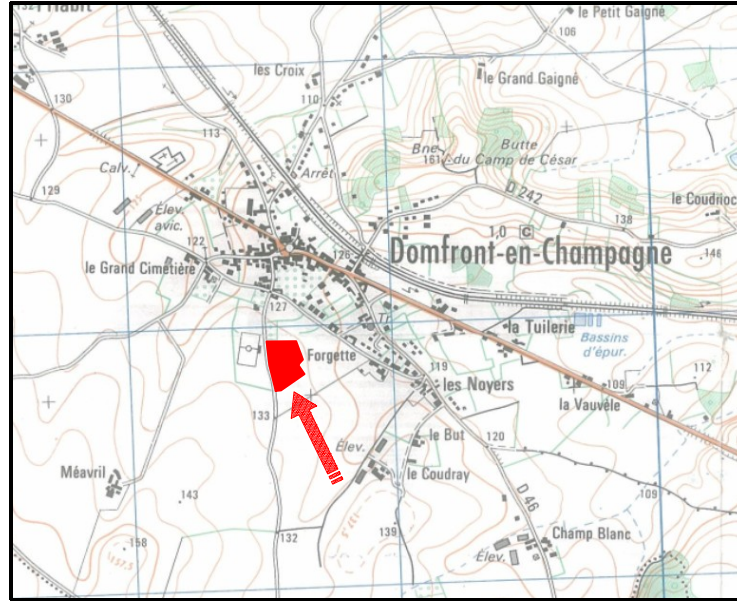 132
le Petit Gaigné
106
130
les Croix
le Grand Gaigné
110
113
Butte
Bne
161
du Camp de César
Calv.
Arrêt
D 242
129
Élev.
avic.
le Coudrioc
1,0
C
138
122
126
Domfront-en-Champagne
146
le Grand Cimetière
127
Tr
la Tuilerie
Bassins
d'épur.
Forgette
119
112
les Noyers
109
la Vauvèle
133
le But
120
Élev.
Méavril
le Coudray
143
D 46
109
132
139
Champ Blanc
158
Élev.